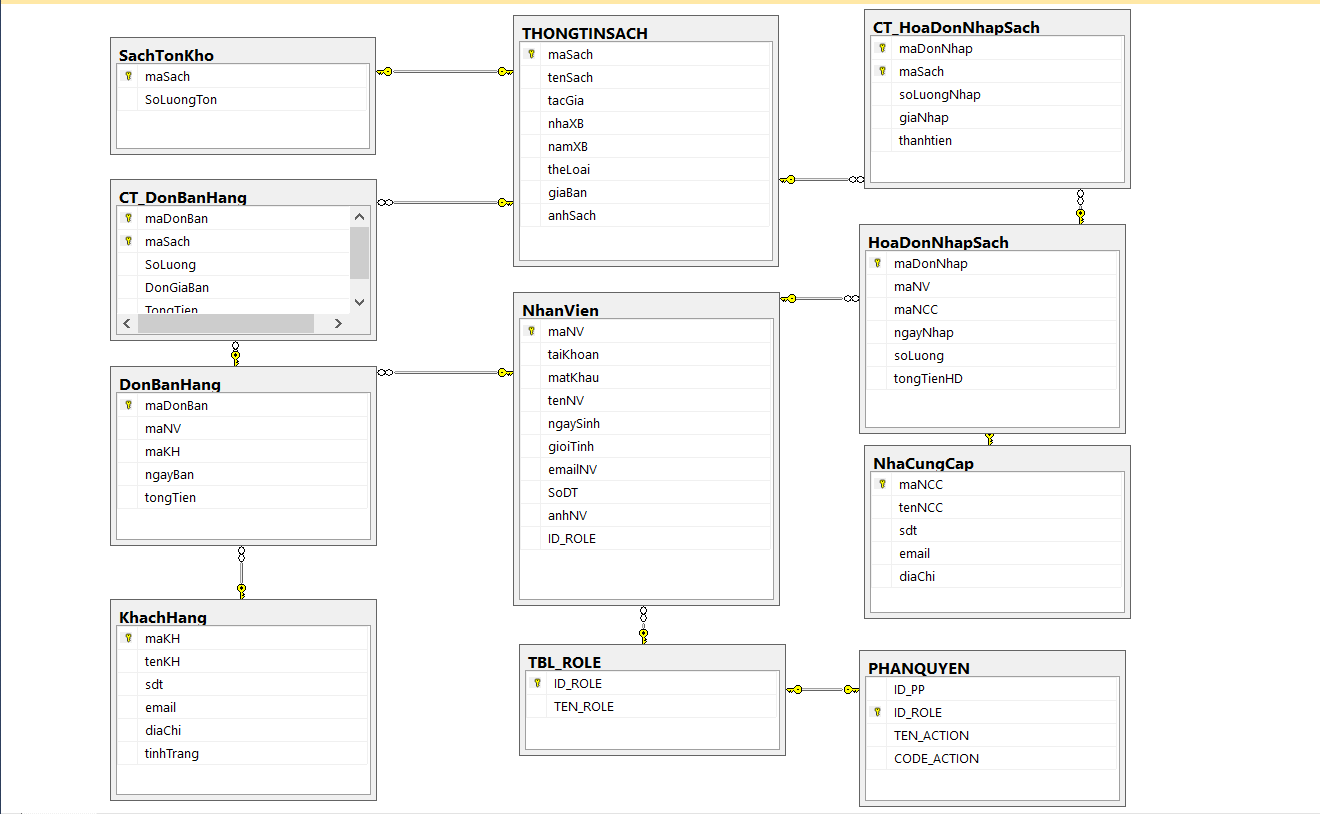 SachTonKho
maSach
SoLuongTon
CT_DonBanHang
maDonBan
maSach
SoLuong
DonGiaBan
TongTien
DonBanHang
maDonBan
maNV
maKH
ngayBan
tongTien
KhachHang
maKH
tenKH
sdt
email
diaChi
tinhTrang
THONGTINSACH
maSach
tenSach
tacGia
nhaXB
namXB
theLoai
giaBan
anhSach
NhanVien
maNV
taiKhoan
matKhau
tenNV
ngaySinh
gioiTinh
emailNV
SoDT
anhNV
ID_ROLE
TBL_ROLE
ID_ROLE
TEN_ROLE
CT_HoaDonNhapSach
maDonNhap
maSach
soLuongNhap
giaNhap
thanhtien
HoaDonNhapSach
maDonNhap
maNV
maNCC
ngayNhap
soLuong
tongTienHD
NhaCungCap
maNCC
tenNCC
sdt
email
diaChi
PHANQUYEN
ID_PP
ID_ROLE
TEN_ACTION
CODE_ACTION